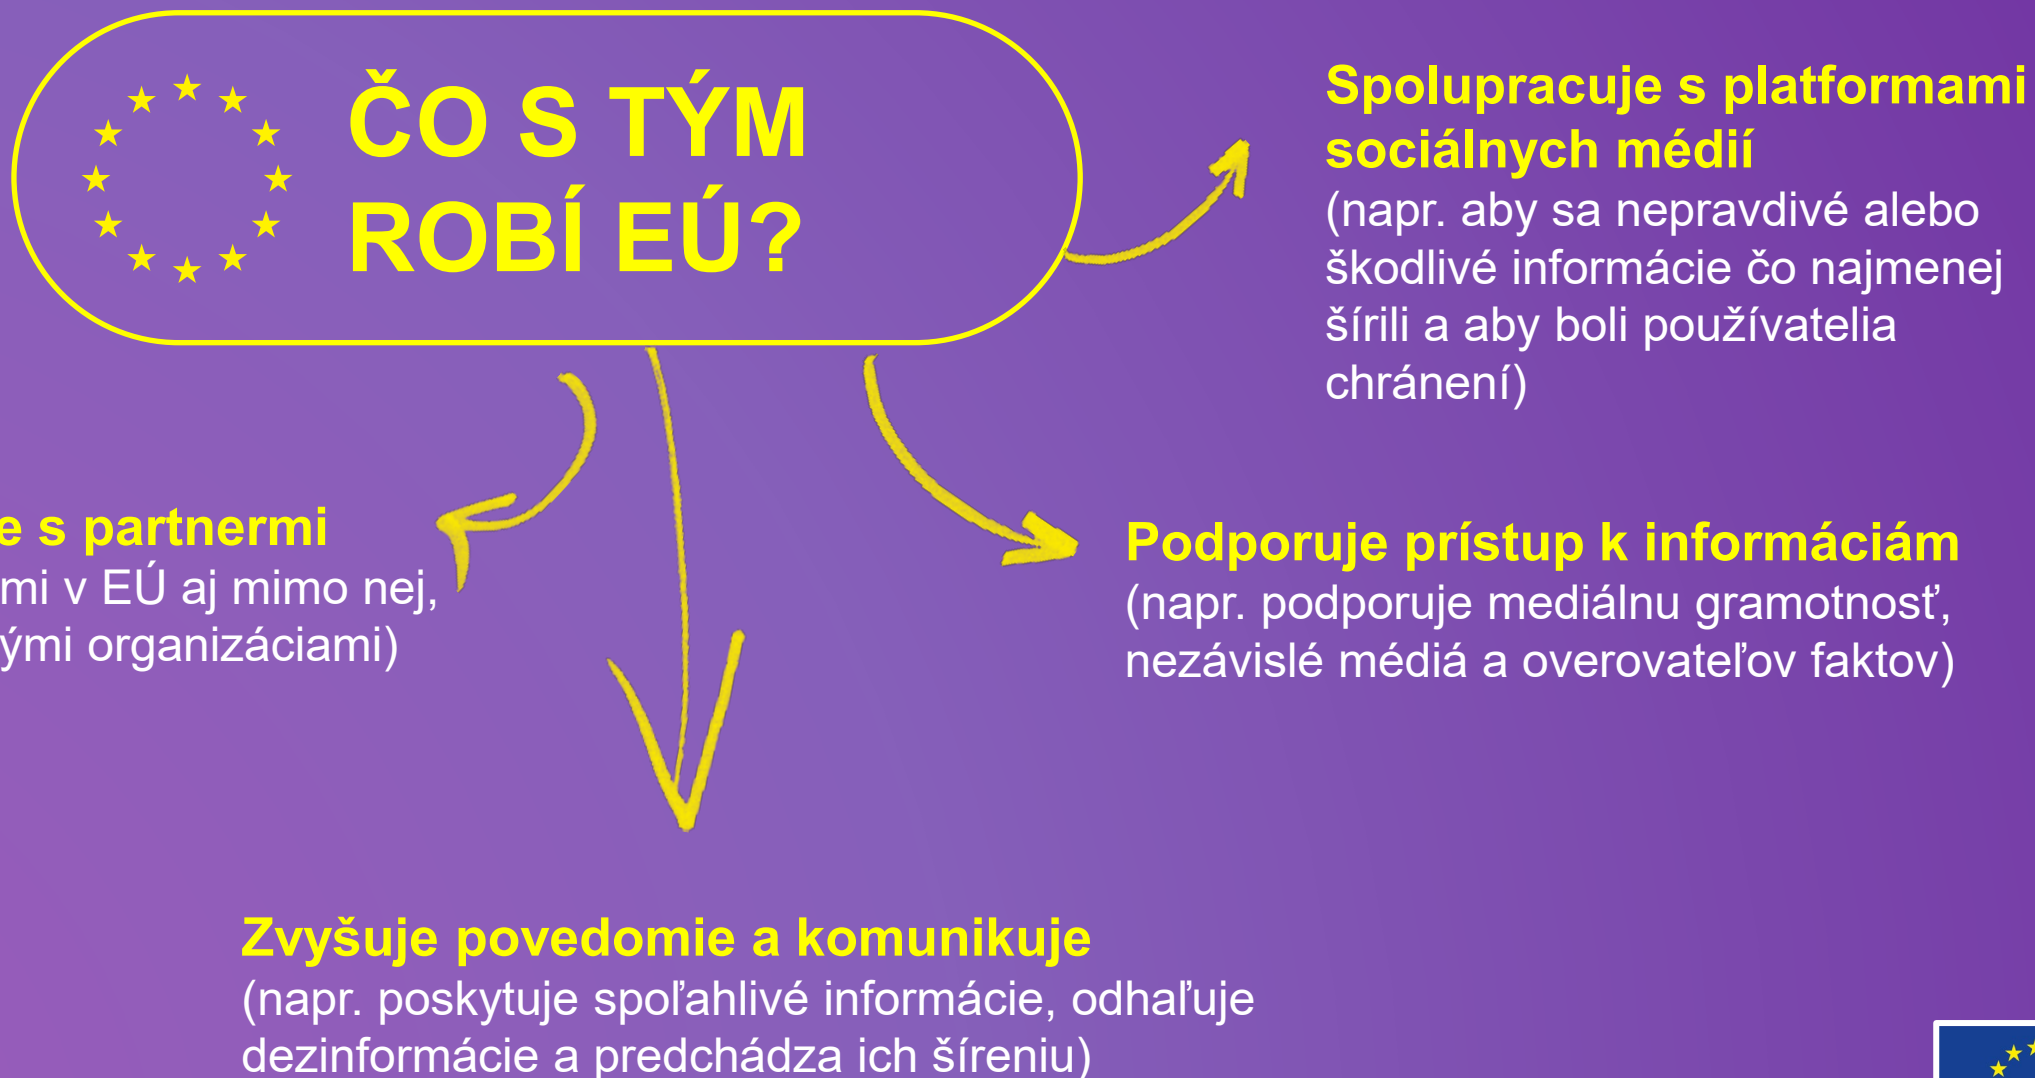 ČO S TÝM
ROBÍ EÚ?
Spolupracuje s platformami
sociálnych médií
(napr. aby sa nepravdivé alebo
škodlivé informácie čo najmenej
šírili a aby boli používatelia
chránení)
s partnermi
v EÚ aj mimo nej,
organizáciami)
Podporuje prístup k informáciám
(napr. podporuje mediálnu gramotnosť,
nezávislé médiá a overovateľov faktov)
Zvyšuje povedomie a komunikuje
(napr. poskytuje spoľahlivé informácie, odhaľuje
dezinformácie a predchádza ich šíreniu)